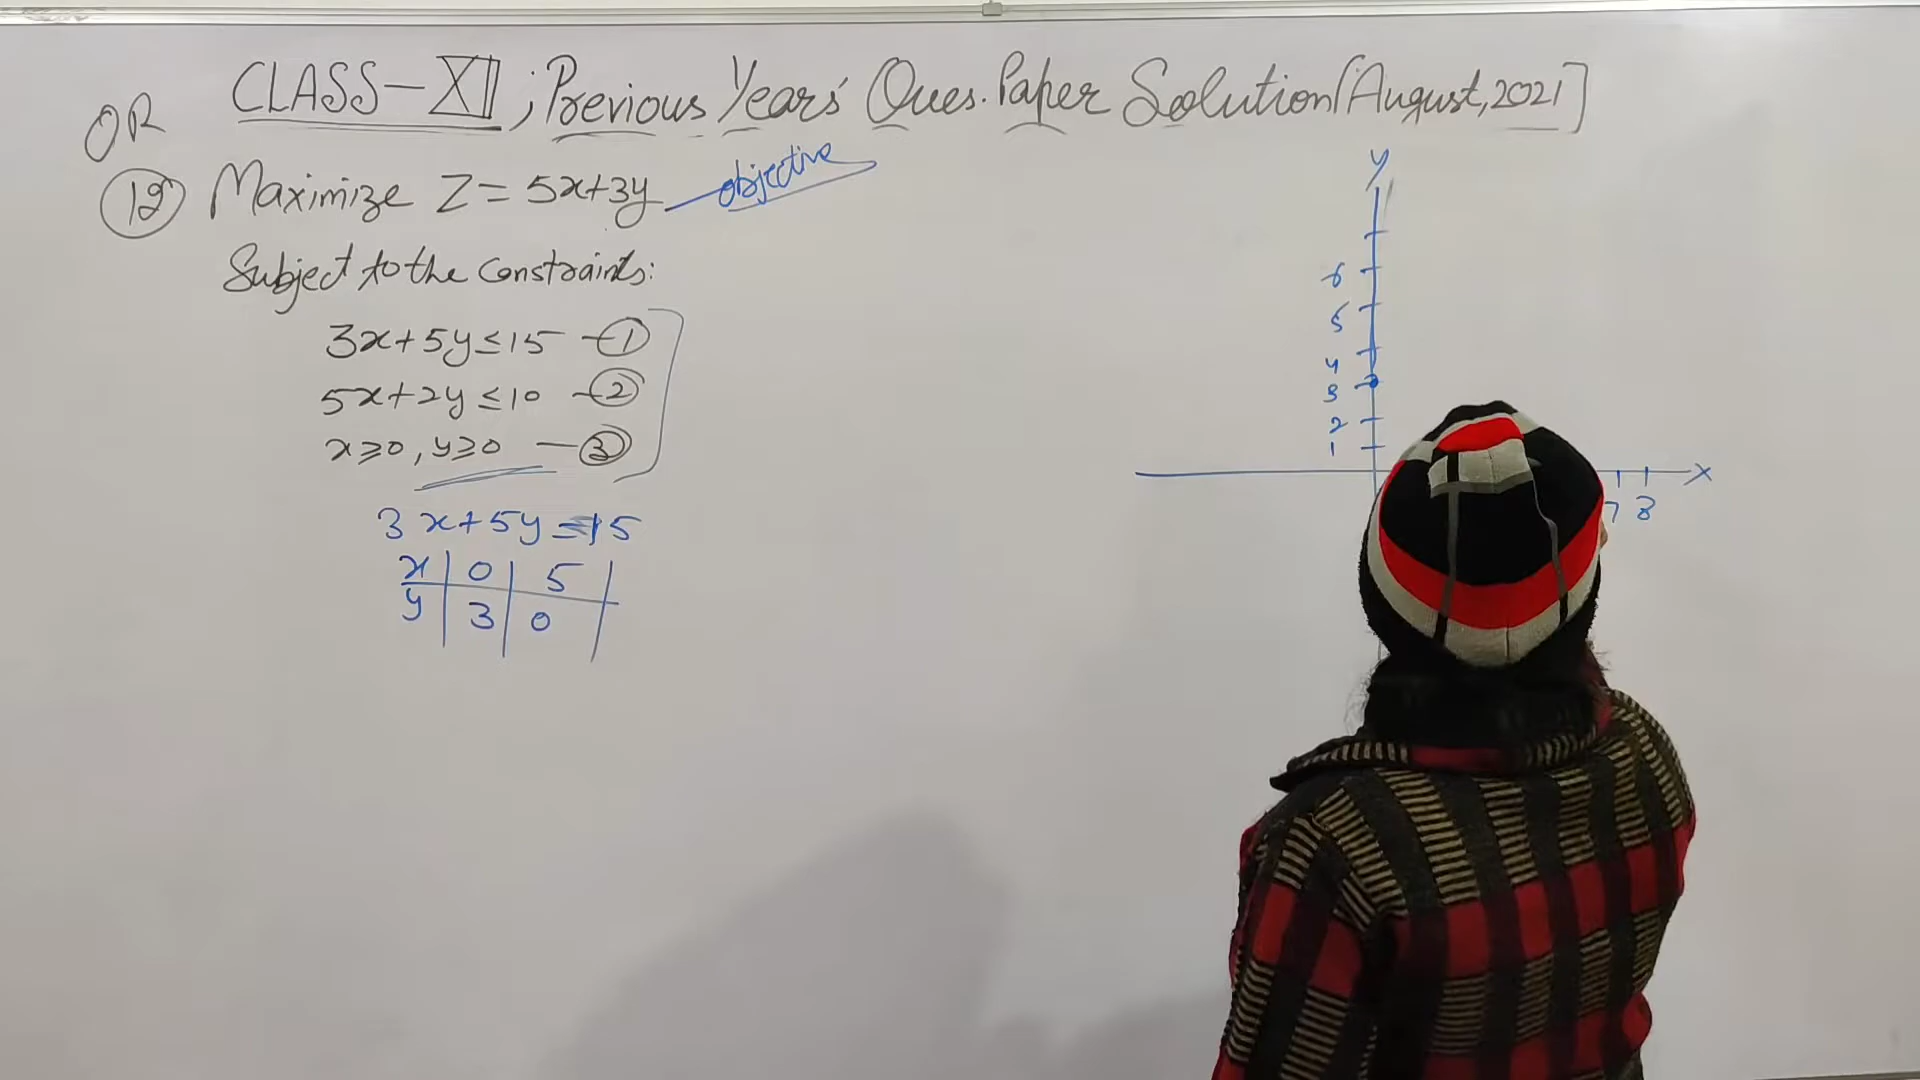 CLASS-XII; Previous Years' Ques. Paper Solution [August, 2021]
OR
12 Maximize Z = 5x+3y objective
Subject to the Constraints:
3x+5y≤15 -1
5x+2y≤10 -2
x≥0, y≥0 -3
3x+5y=15
x | 0 | 5 |
y | 3 | 0 |
y
6
5
4
3
2
1
7 8 x